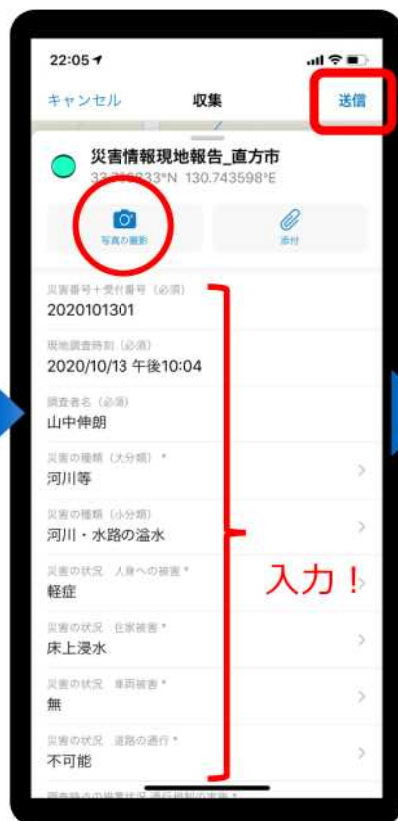 22:05
キャンセル
収集
送信
災害情報現地報告_直方市
130.743598°E
写真の撮影
添付
災害番号＋受付番号（必須）
2020101301
現地調査時刻（必須）
2020/10/13 午後10:04
調査者名（必須）
山中伸朗
災害の種類（大分類）*
河川等
災害の種類（小分類）
河川・水路の溢水
災害の状況　人身への被害 *
軽症
入力！
災害の状況　住家被害 *
床上浸水
災害の状況　車両被害 *
無
災害の状況　道路の通行 *
不可能